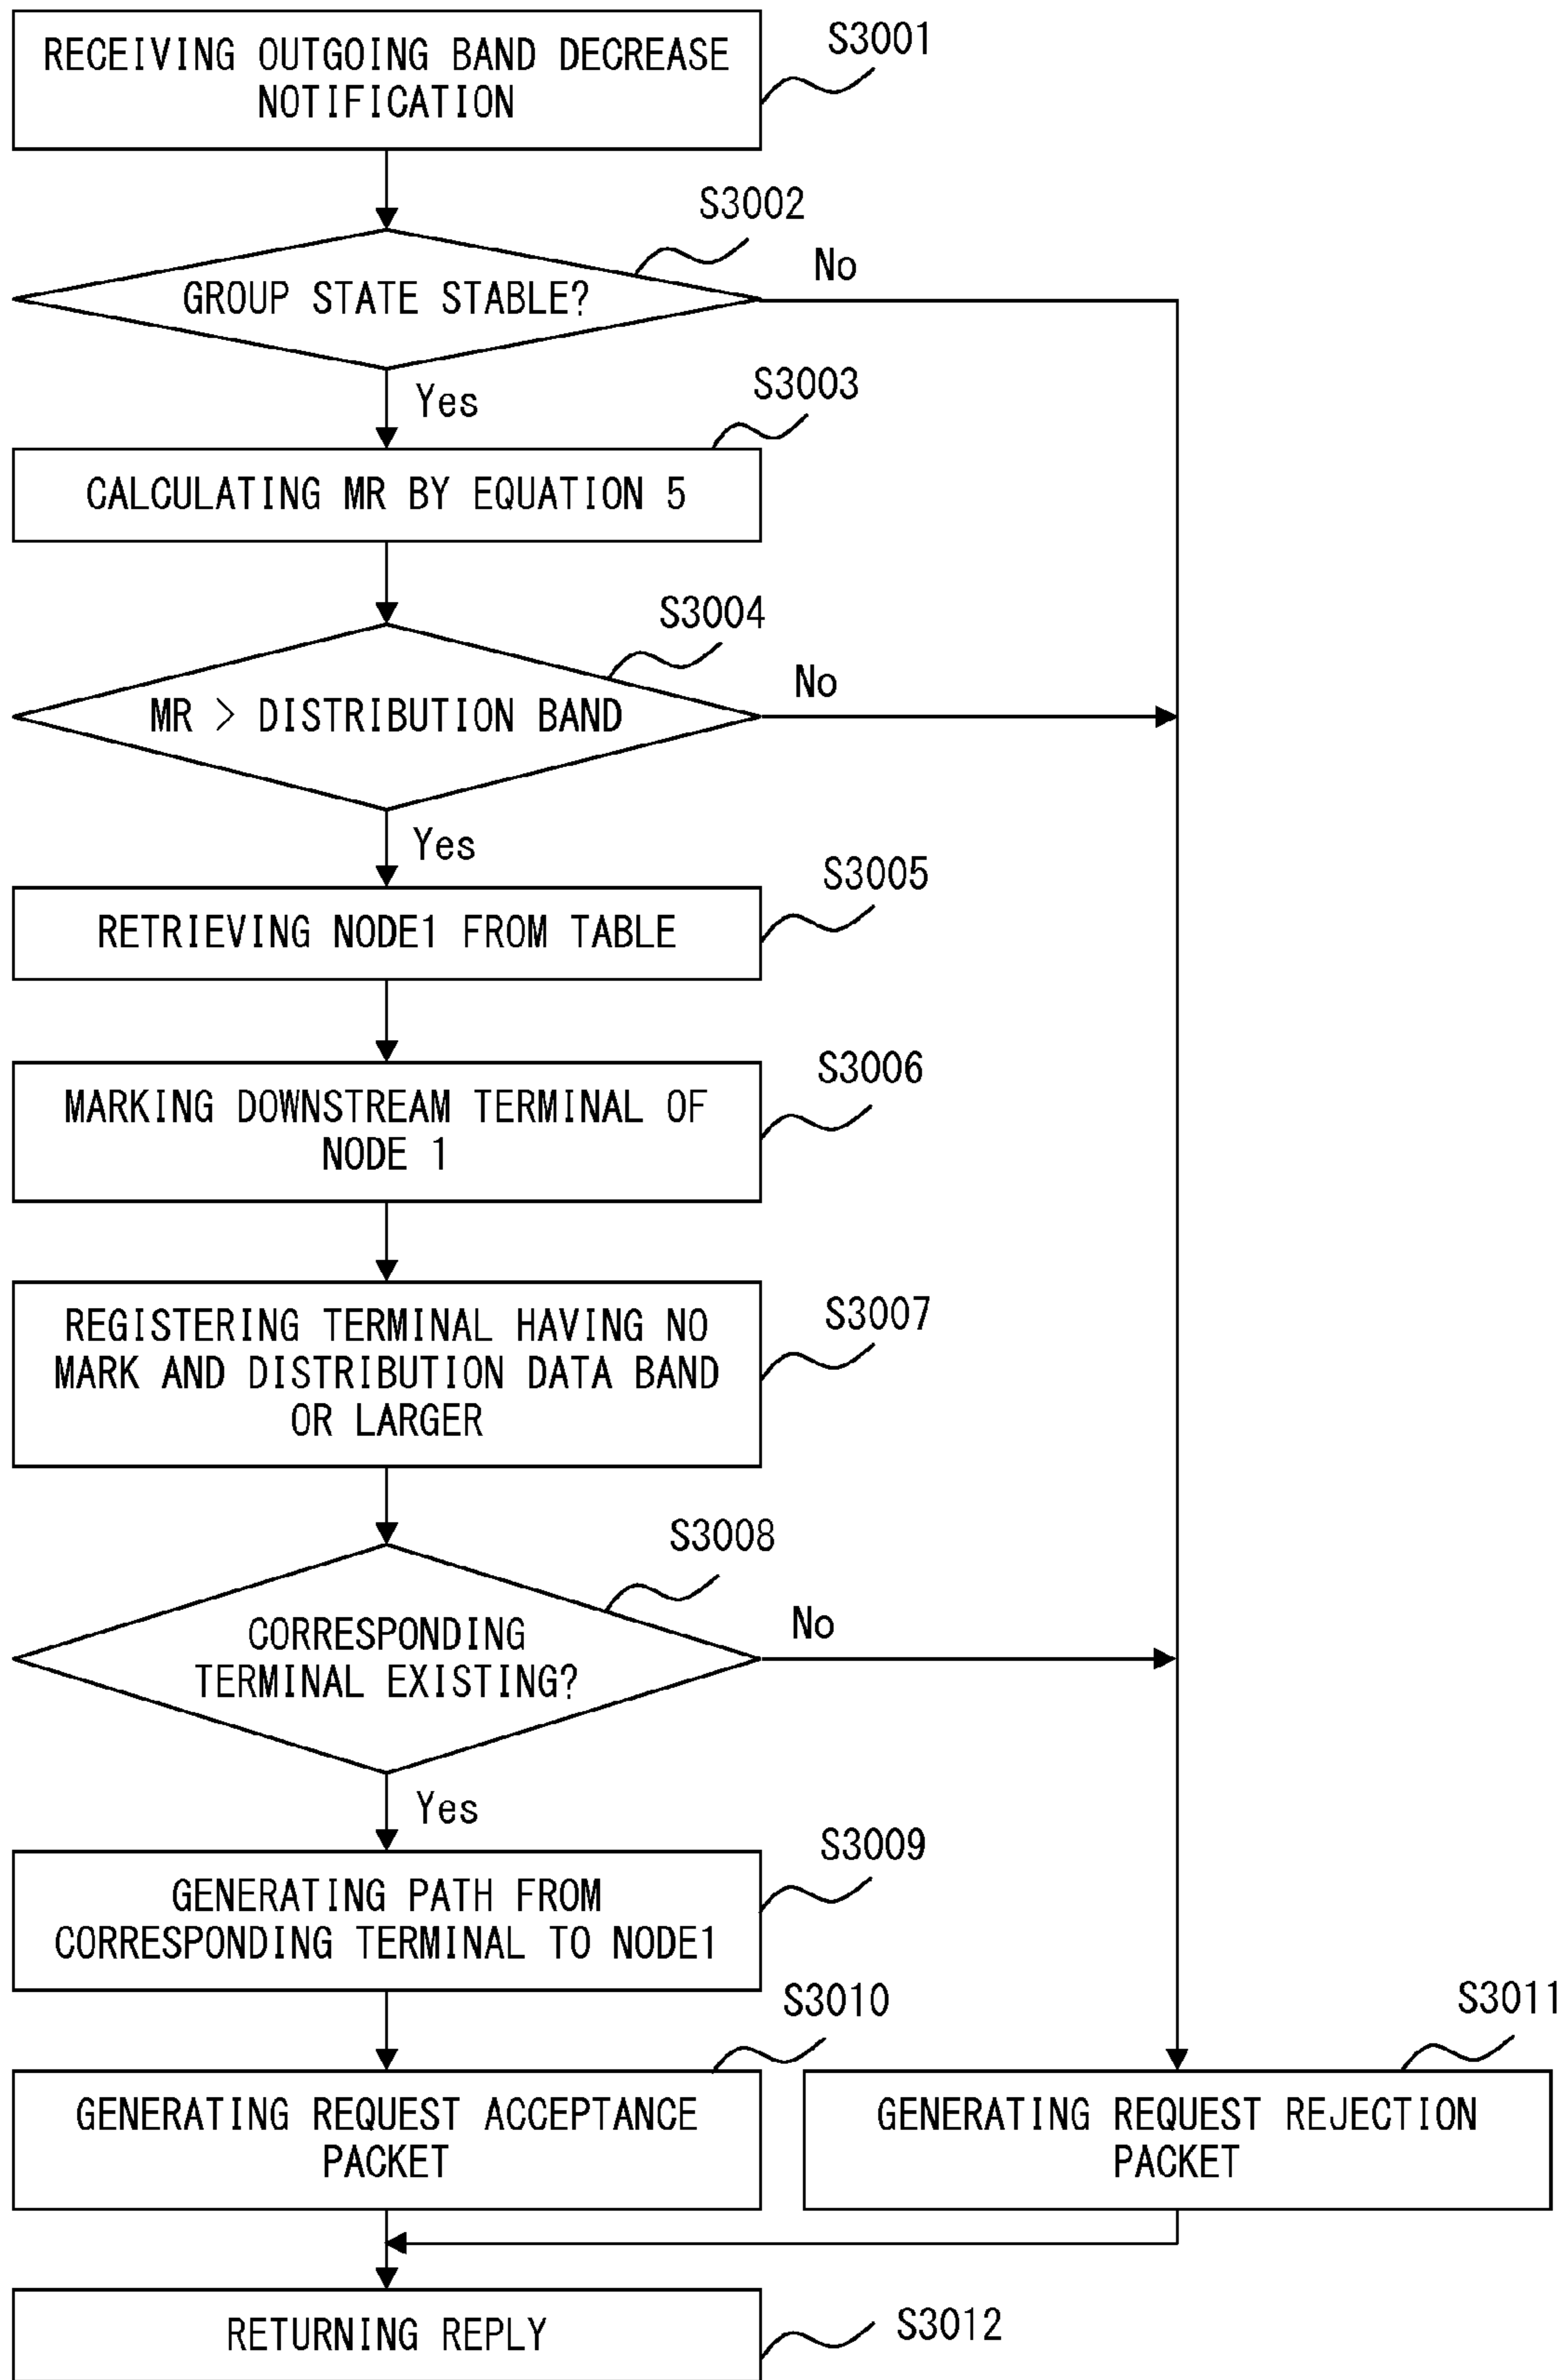 RECEIVING OUTGOING BAND DECREASE
NOTIFICATION
S3001
S3002
GROUP STATE STABLE?
No
Yes
S3003
CALCULATING MR BY EQUATION 5
S3004
MR > DISTRIBUTION BAND
No
Yes
S3005
RETRIEVING NODE1 FROM TABLE
S3006
MARKING DOWNSTREAM TERMINAL OF
NODE 1
S3007
REGISTERING TERMINAL HAVING NO
MARK AND DISTRIBUTION DATA BAND
OR LARGER
S3008
CORRESPONDING
TERMINAL EXISTING?
No
Yes
S3009
GENERATING PATH FROM
CORRESPONDING TERMINAL TO NODE1
S3010
GENERATING REQUEST ACCEPTANCE
PACKET
S3011
GENERATING REQUEST REJECTION
PACKET
RETURNING REPLY
S3012